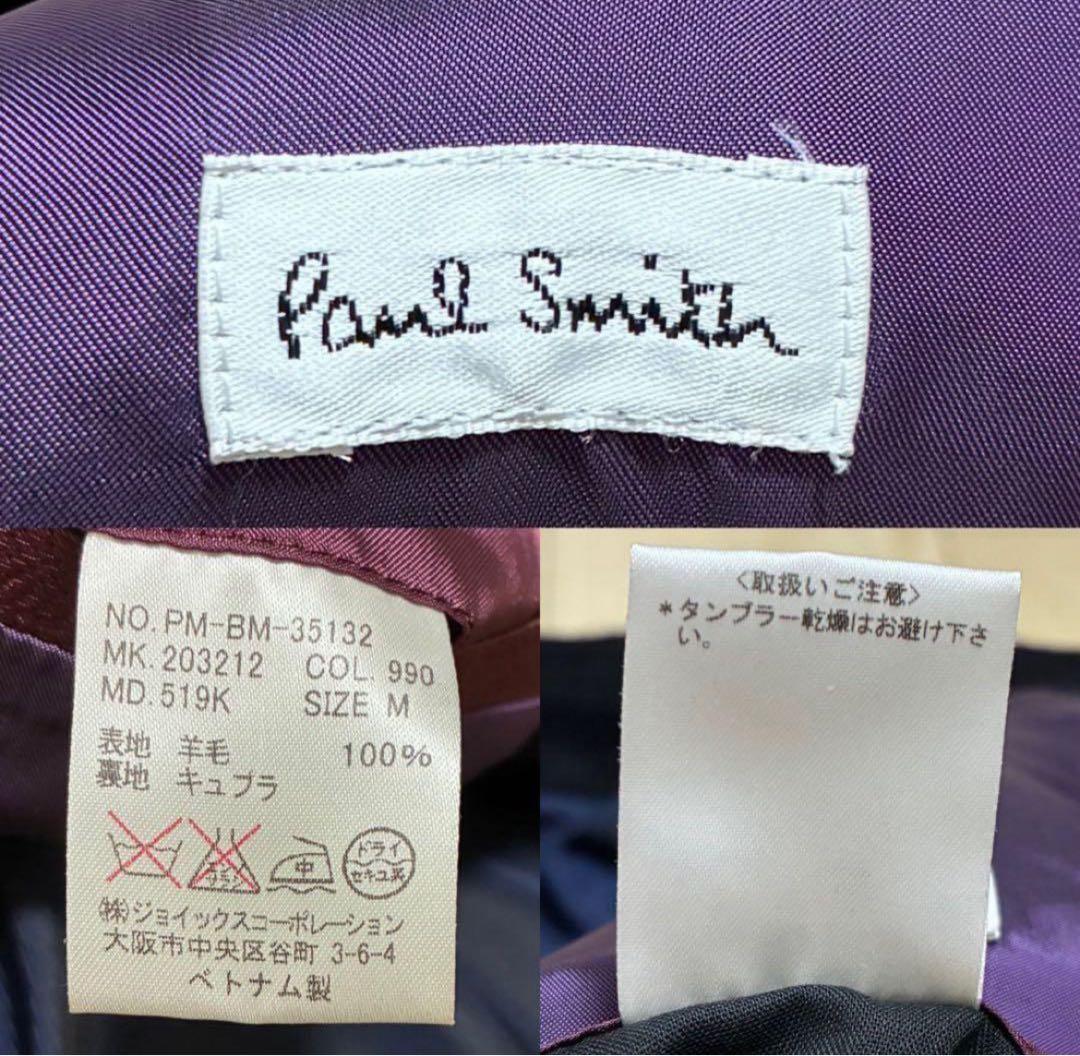 Paul Smith
NO. PM-BM-35132
MK. 203212 COL. 990
MD. 519K SIZE M
表地 羊毛 100%
裏地 キュプラ
中 ドライ
セキユ系
㈱ジョイックスコーポレーション
大阪市中央区谷町 3-6-4
ベトナム製
〈取扱いご注意〉
*タンブラー乾燥はお避け下さ
い。